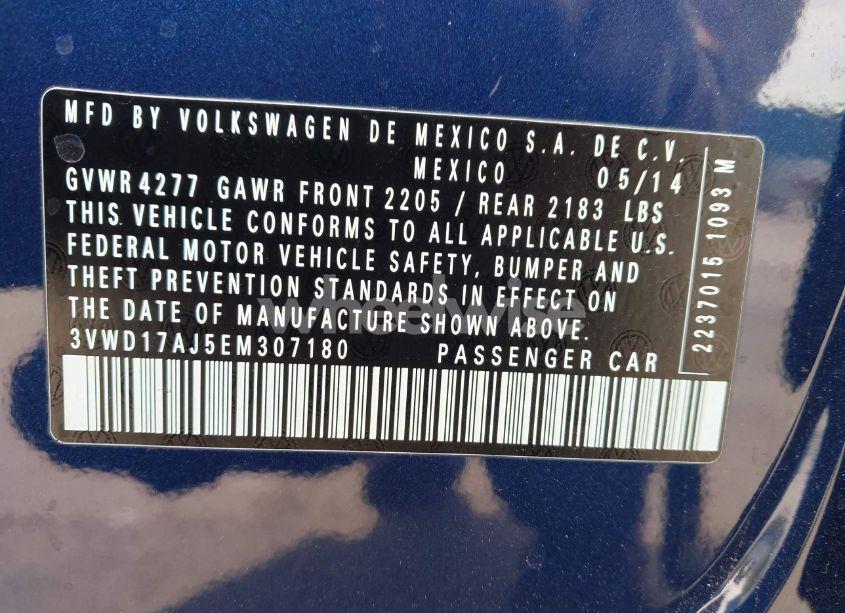 MFD BY VOLKSWAGEN DE MEXICO S.A. DE C.V.
MEXICO 05/14
GVWR 4277 GAWR FRONT 2205 / REAR 2183 LBS
THIS VEHICLE CONFORMS TO ALL APPLICABLE U.S.
FEDERAL MOTOR VEHICLE SAFETY, BUMPER AND
THEFT PREVENTION STANDARDS IN EFFECT ON
THE DATE OF MANUFACTURE SHOWN ABOVE.
3VWD17AJ5EM307180 PASSENGER CAR
2237015 1093 M
wheelwise